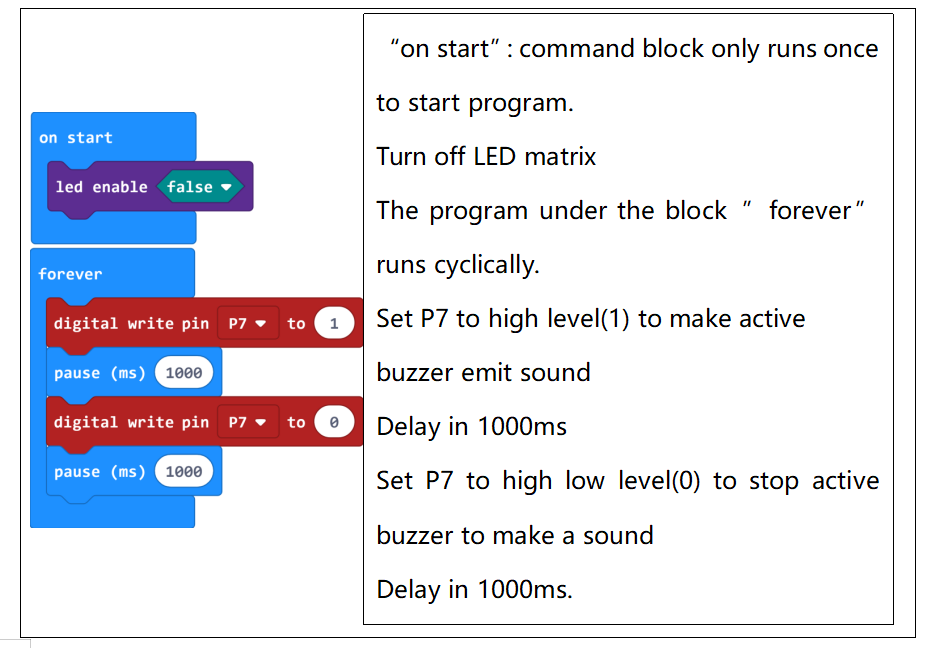 on start
led enable false
forever
digital write pin P7 to 1
pause (ms) 1000
digital write pin P7 to 0
pause (ms) 1000
“on start” : command block only runs once
to start program.
Turn off LED matrix
The program under the block ” forever”
runs cyclically.
Set P7 to high level(1) to make active
buzzer emit sound
Delay in 1000ms
Set P7 to high low level(0) to stop active
buzzer to make a sound
Delay in 1000ms.